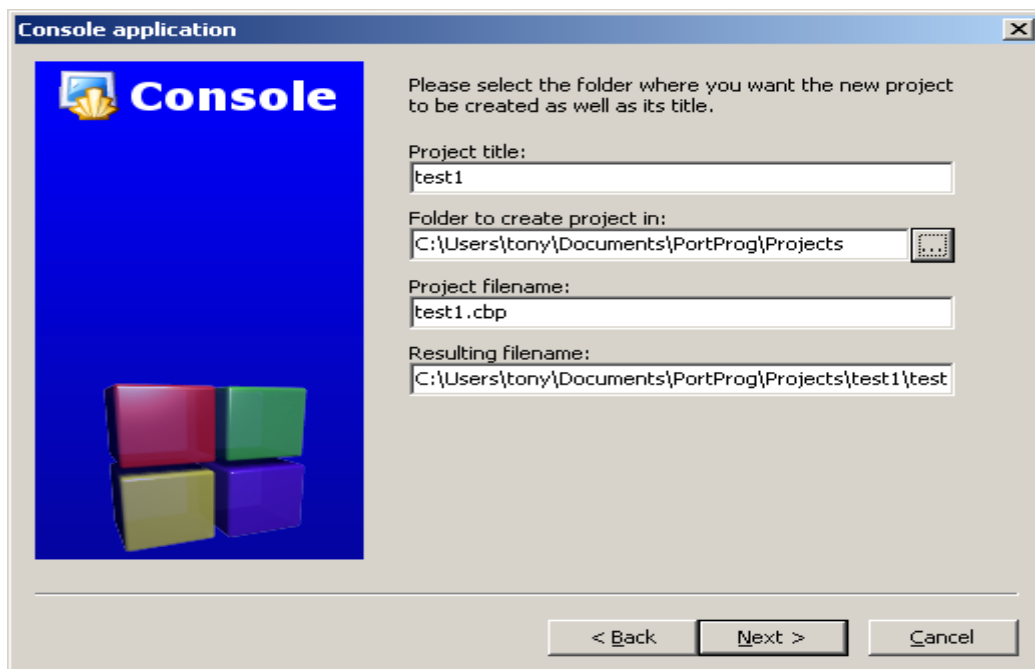 Console application
Console
Please select the folder where you want the new project
to be created as well as its title.
Project title:
test1
Folder to create project in:
C:\Users\tony\Documents\PortProg\Projects
...
Project filename:
test1.cbp
Resulting filename:
C:\Users\tony\Documents\PortProg\Projects\test1\test
< Back
Next >
Cancel